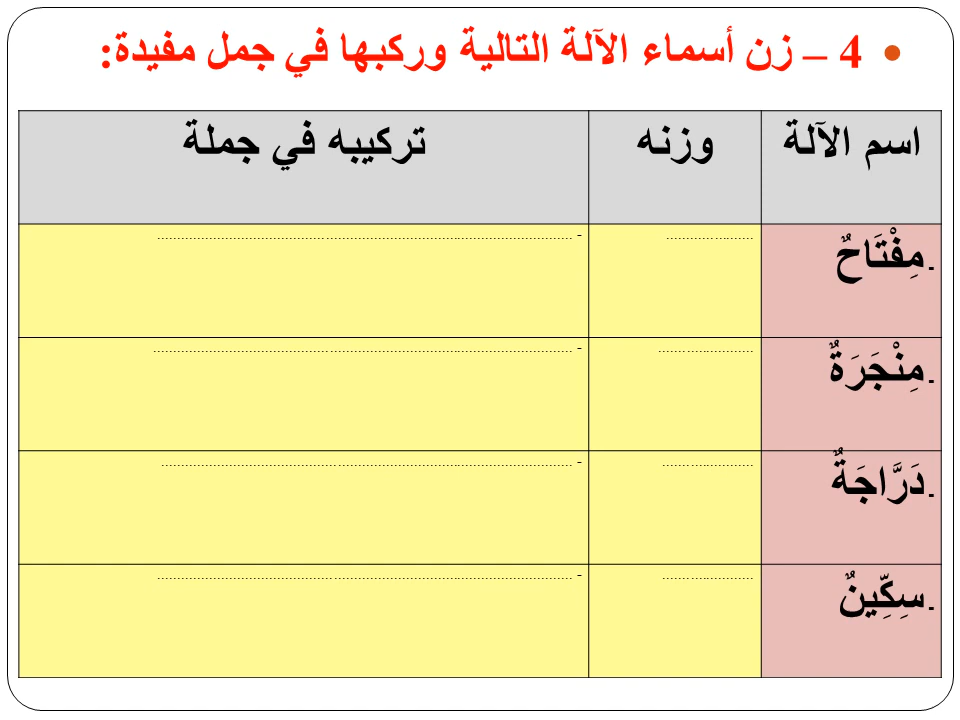 • 4 – زن أسماء الآلة التالية وركبها في جمل مفيدة:
اسم الآلة وزنه تركيبه في جملة
.مِفْتَاحٌ .................... - ....................................................................................................
.مِنْجَرَةٌ .................... - ....................................................................................................
.دَرَّاجَةٌ .................... - ....................................................................................................
.سِكِّينٌ .................... - ....................................................................................................